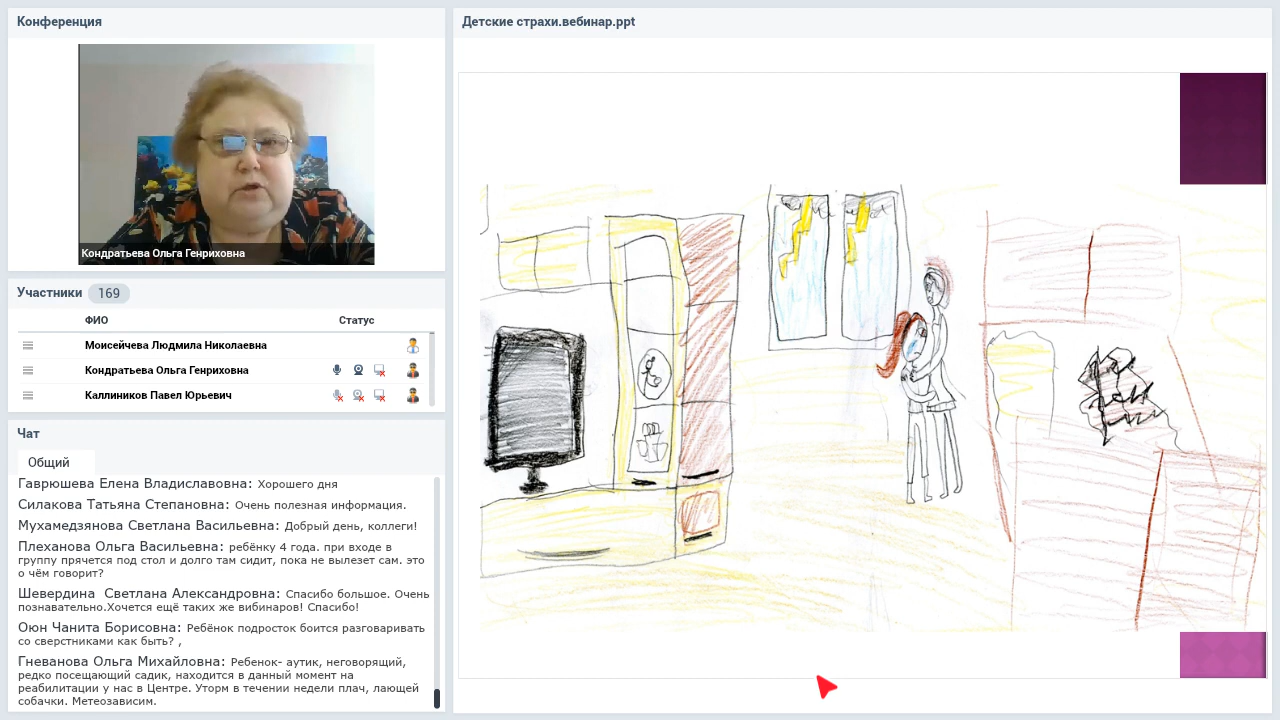 Конференция
Кондратьева Ольга Генриховна
Участники 169
ФИО Статус
Моисейчева Людмила Николаевна
Кондратьева Ольга Генриховна
Каллиников Павел Юрьевич
Чат
Общий
Гаврюшева Елена Владиславовна: Хорошего дня
Силакова Татьяна Степановна: Очень полезная информация.
Мухамедзянова Светлана Васильевна: Добрый день, коллеги!
Плеханова Ольга Васильевна: ребёнку 4 года. при входе в
группу прячется под стол и долго там сидит, пока не вылезет сам. это
о чём говорит?
Шевердина Светлана Александровна: Спасибо большое. Очень
познавательно.Хочется ещё таких же вибинаров! Спасибо!
Оюн Чанита Борисовна: Ребёнок подросток боится разговаривать
со сверстниками как быть? ,
Гневанова Ольга Михайловна: Ребенок- аутик, неговорящий,
редко посещающий садик, находится в данный момент на
реабилитации у нас в Центре. Уторм в течении недели плач, лающей
собачки. Метеозависим.
Детские страхи.вебинар.ppt